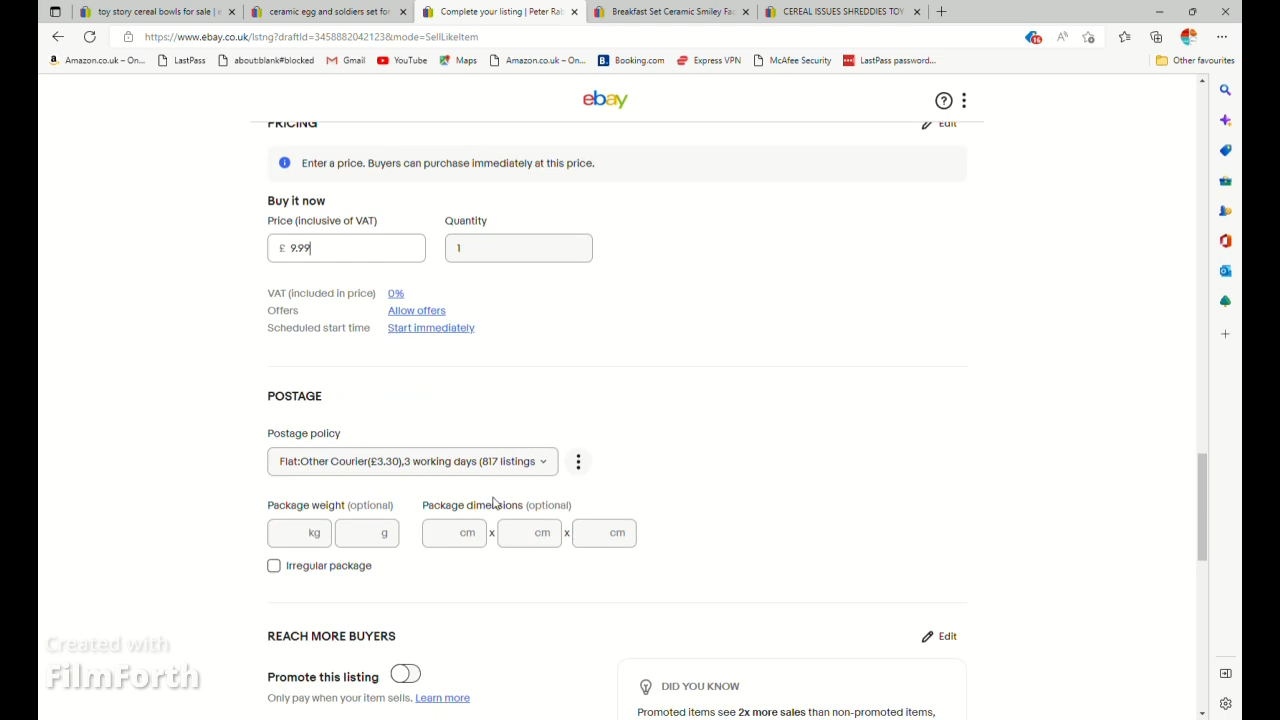 toy story cereal bowls for sale | e
ceramic egg and soldiers set for
Complete your listing | Peter Rab
Breakfast Set Ceramic Smiley Fac
CEREAL ISSUES SHREDDIES TOY
https://www.ebay.co.uk/lstng?draftId=3458882042123&mode=SellLikeItem
16
Amazon.co.uk – On...
LastPass
about:blank#blocked
Gmail
YouTube
Maps
Amazon.co.uk – On...
Booking.com
Express VPN
McAfee Security
LastPass password...
Other favourites
ebay
PRICING
Edit
Enter a price. Buyers can purchase immediately at this price.
Buy it now
Price (inclusive of VAT) Quantity
£ 9.99 1
VAT (included in price) 0%
Offers Allow offers
Scheduled start time Start immediately
POSTAGE
Postage policy
Flat:Other Courier(£3.30),3 working days (817 listings
Package weight (optional) Package dimensions (optional)
kg g cm x cm x cm
Irregular package
REACH MORE BUYERS
Edit
Promote this listing
Only pay when your item sells. Learn more
DID YOU KNOW
Promoted items see 2x more sales than non-promoted items,
Created with
FilmForth